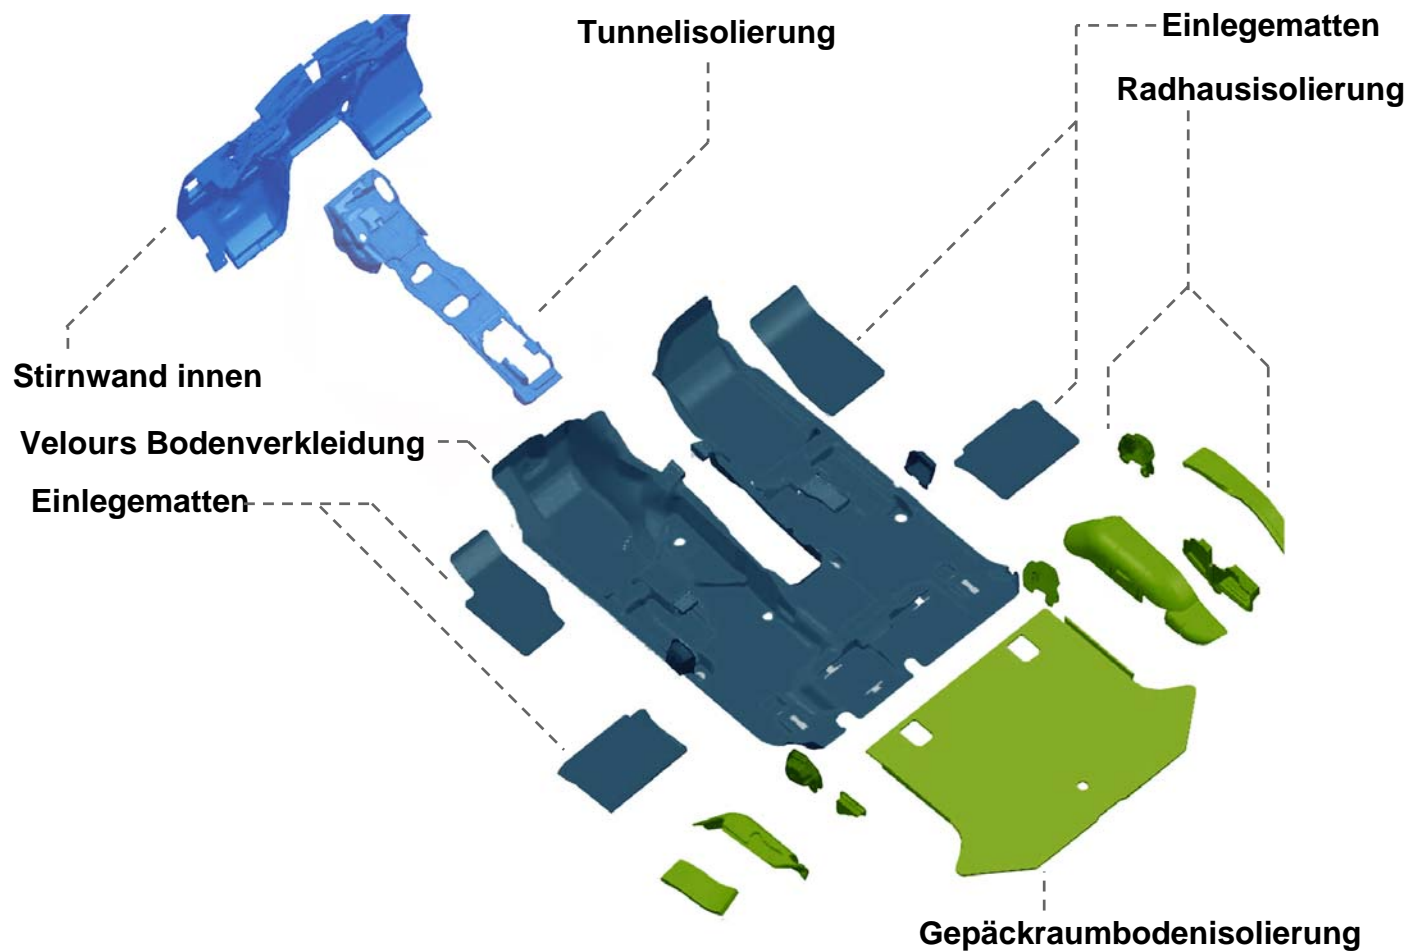 Tunnelisolierung
Einlegematten
Radhausisolierung
Stirnwand innen
Velours Bodenverkleidung
Einlegematten
Gepäckraumbodenisolierung